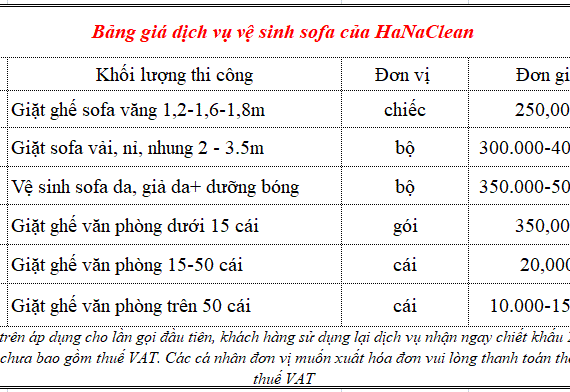 Bảng giá dịch vụ vệ sinh sofa của HaNaClean
Khối lượng thi công Đơn vị Đơn gi
Giặt ghế sofa văng 1,2-1,6-1,8m chiếc 250,00
Giặt sofa vải, nỉ, nhung 2 - 3.5m bộ 300.000-40
Vệ sinh sofa da, giả da+ dưỡng bóng bộ 350.000-50
Giặt ghế văn phòng dưới 15 cái gói 350,00
Giặt ghế văn phòng 15-50 cái cái 20,000
Giặt ghế văn phòng trên 50 cái cái 10.000-15
trên áp dụng cho lần gọi đầu tiên, khách hàng sử dụng lại dịch vụ nhận ngay chiết khấu
chưa bao gồm thuế VAT. Các cá nhân đơn vị muốn xuất hóa đơn vui lòng thanh toán
thuế VAT